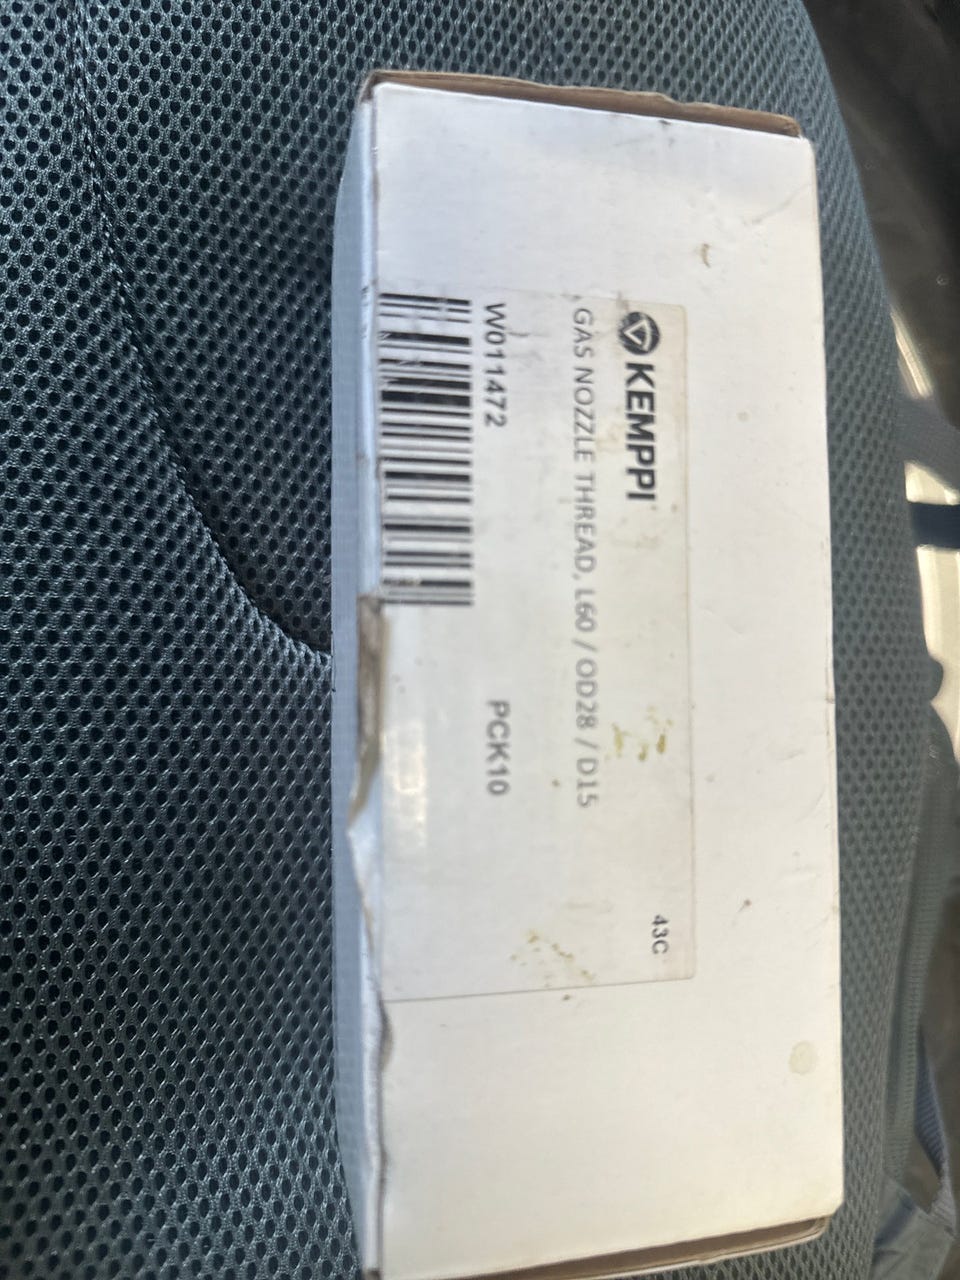 KEMPPI
43C
GAS NOZZLE THREAD, L60 / OD28 / D15
W011472
PCK10